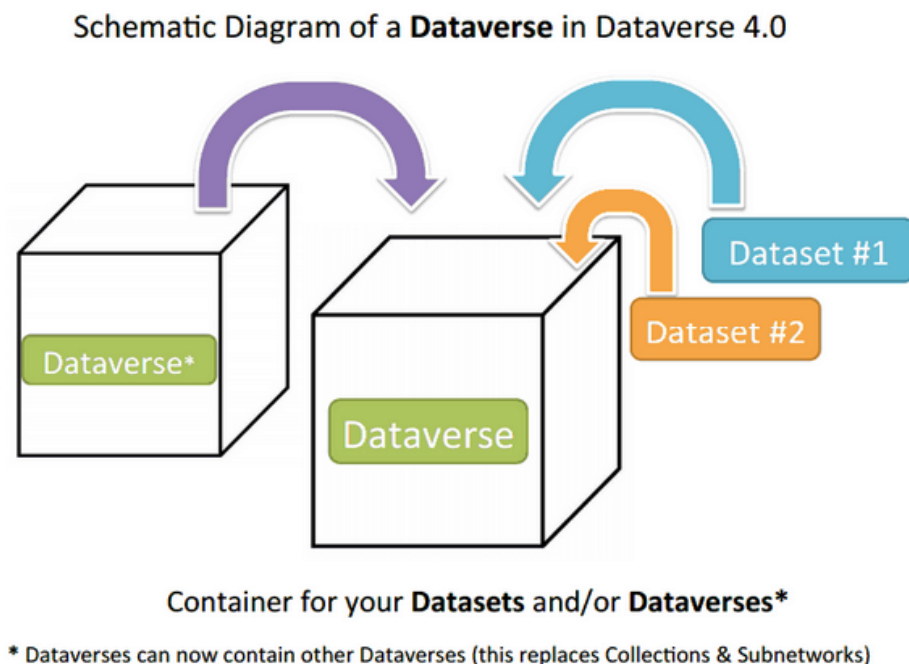 Schematic Diagram of a Dataverse in Dataverse 4.0
Dataset #1
Dataset #2
Dataverse*
Dataverse
Container for your Datasets and/or Dataverses*
* Dataverses can now contain other Dataverses (this replaces Collections & Subnetworks)